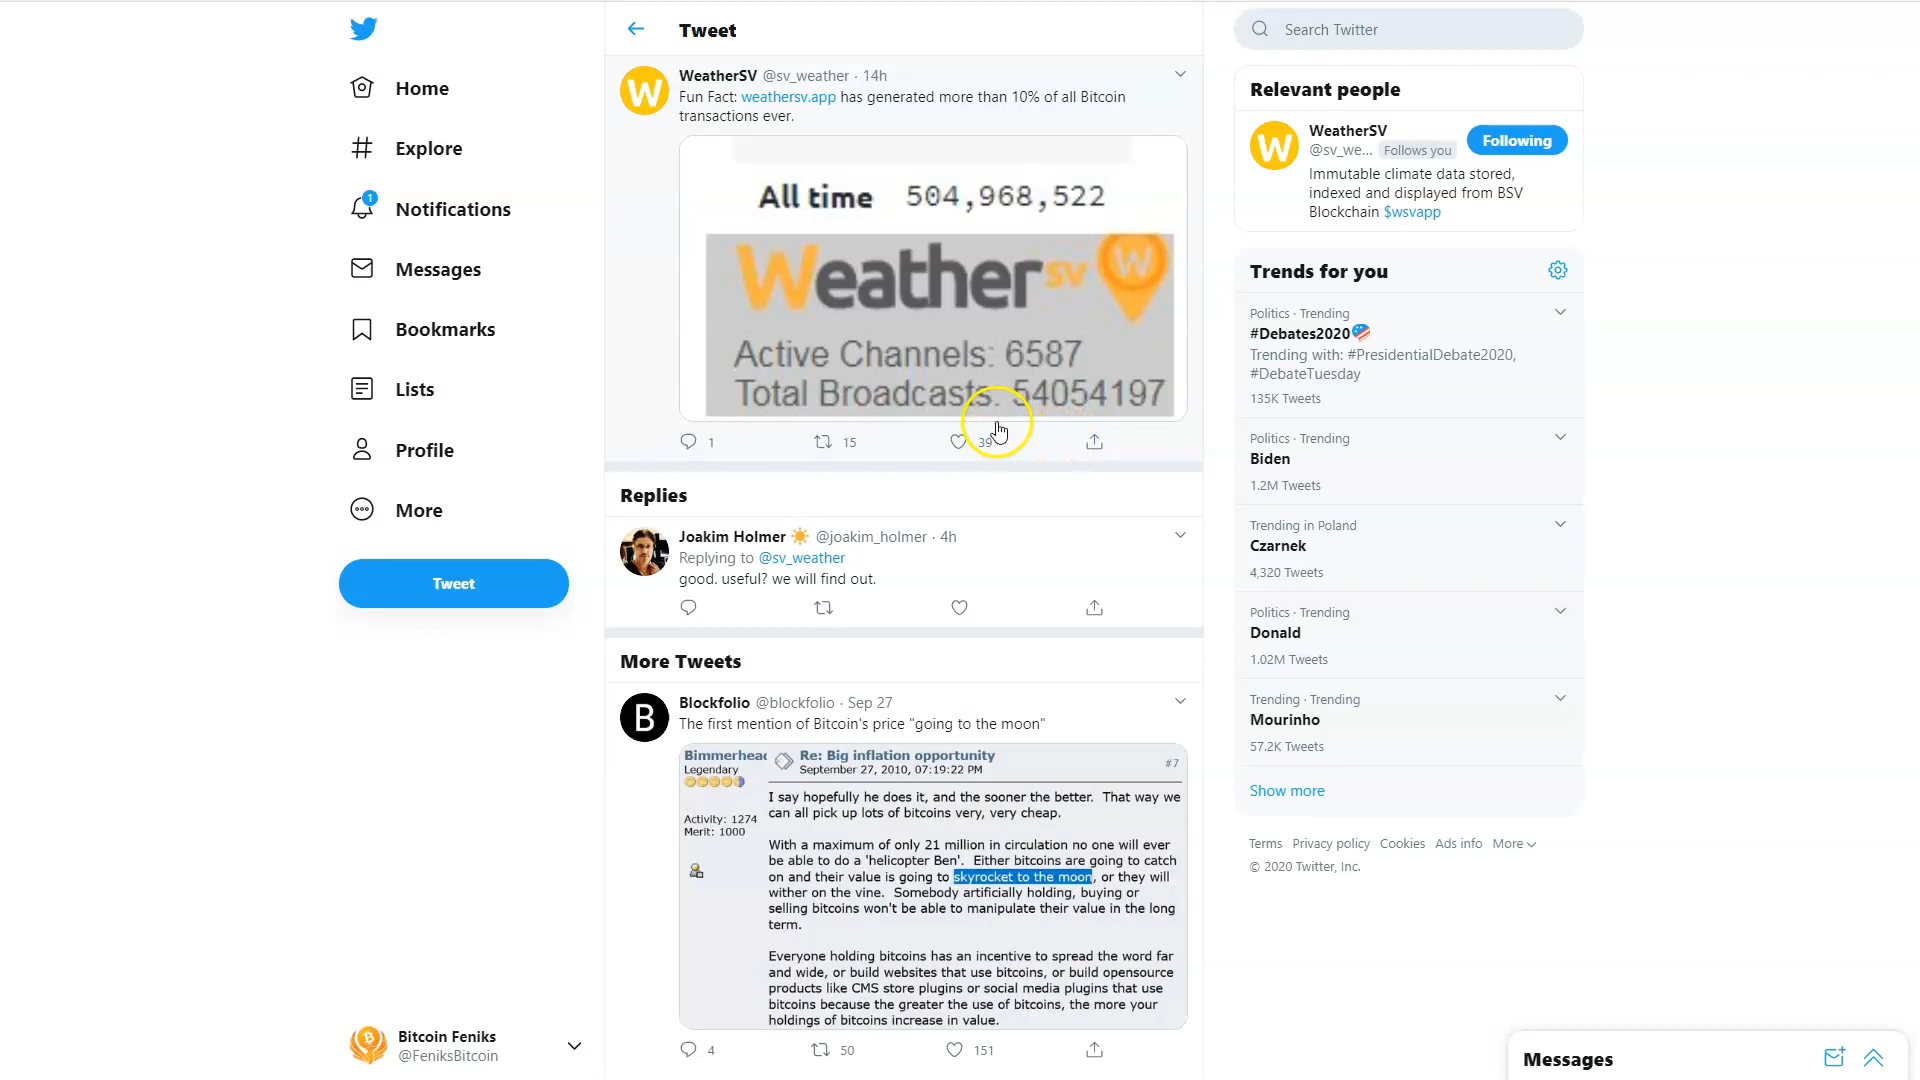 Home
Explore
1
Notifications
Messages
Bookmarks
Lists
Profile
More
Tweet
Bitcoin Feniks
@FeniksBitcoin
Tweet
W
WeatherSV @sv_weather · 14h
Fun Fact: weathersv.app has generated more than 10% of all Bitcoin
transactions ever.
All time 504,968,522
WeatherSV W
Active Channels: 6587
Total Broadcasts: 54054197
1 15 39
Replies
Joakim Holmer @joakim_holmer · 4h
Replying to @sv_weather
good. useful? we will find out.
More Tweets
B
Blockfolio @blockfolio · Sep 27
The first mention of Bitcoin's price "going to the moon"
Bimmerhead
Legendary
Activity: 1274
Merit: 1000
Re: Big inflation opportunity
September 27, 2010, 07:19:22 PM
#7
I say hopefully he does it, and the sooner the better. That way we
can all pick up lots of bitcoins very, very cheap.
With a maximum of only 21 million in circulation no one will ever
be able to do a 'helicopter Ben'. Either bitcoins are going to catch
on and their value is going to skyrocket to the moon, or they will
wither on the vine. Somebody artificially holding, buying or
selling bitcoins won't be able to manipulate their value in the long
term.
Everyone holding bitcoins has an incentive to spread the word far
and wide, or build websites that use bitcoins, or build opensource
products like CMS store plugins or social media plugins that use
bitcoins because the greater the use of bitcoins, the more your
holdings of bitcoins increase in value.
4 50 151
Search Twitter
Relevant people
W
WeatherSV
@sv_we... Follows you
Following
Immutable climate data stored,
indexed and displayed from BSV
Blockchain $wsvapp
Trends for you
Politics · Trending
#Debates2020
Trending with: #PresidentialDebate2020,
#DebateTuesday
135K Tweets
Politics · Trending
Biden
1.2M Tweets
Trending in Poland
Czarnek
4,320 Tweets
Politics · Trending
Donald
1.02M Tweets
Trending · Trending
Mourinho
57.2K Tweets
Show more
Terms Privacy policy Cookies Ads info More
© 2020 Twitter, Inc.
Messages